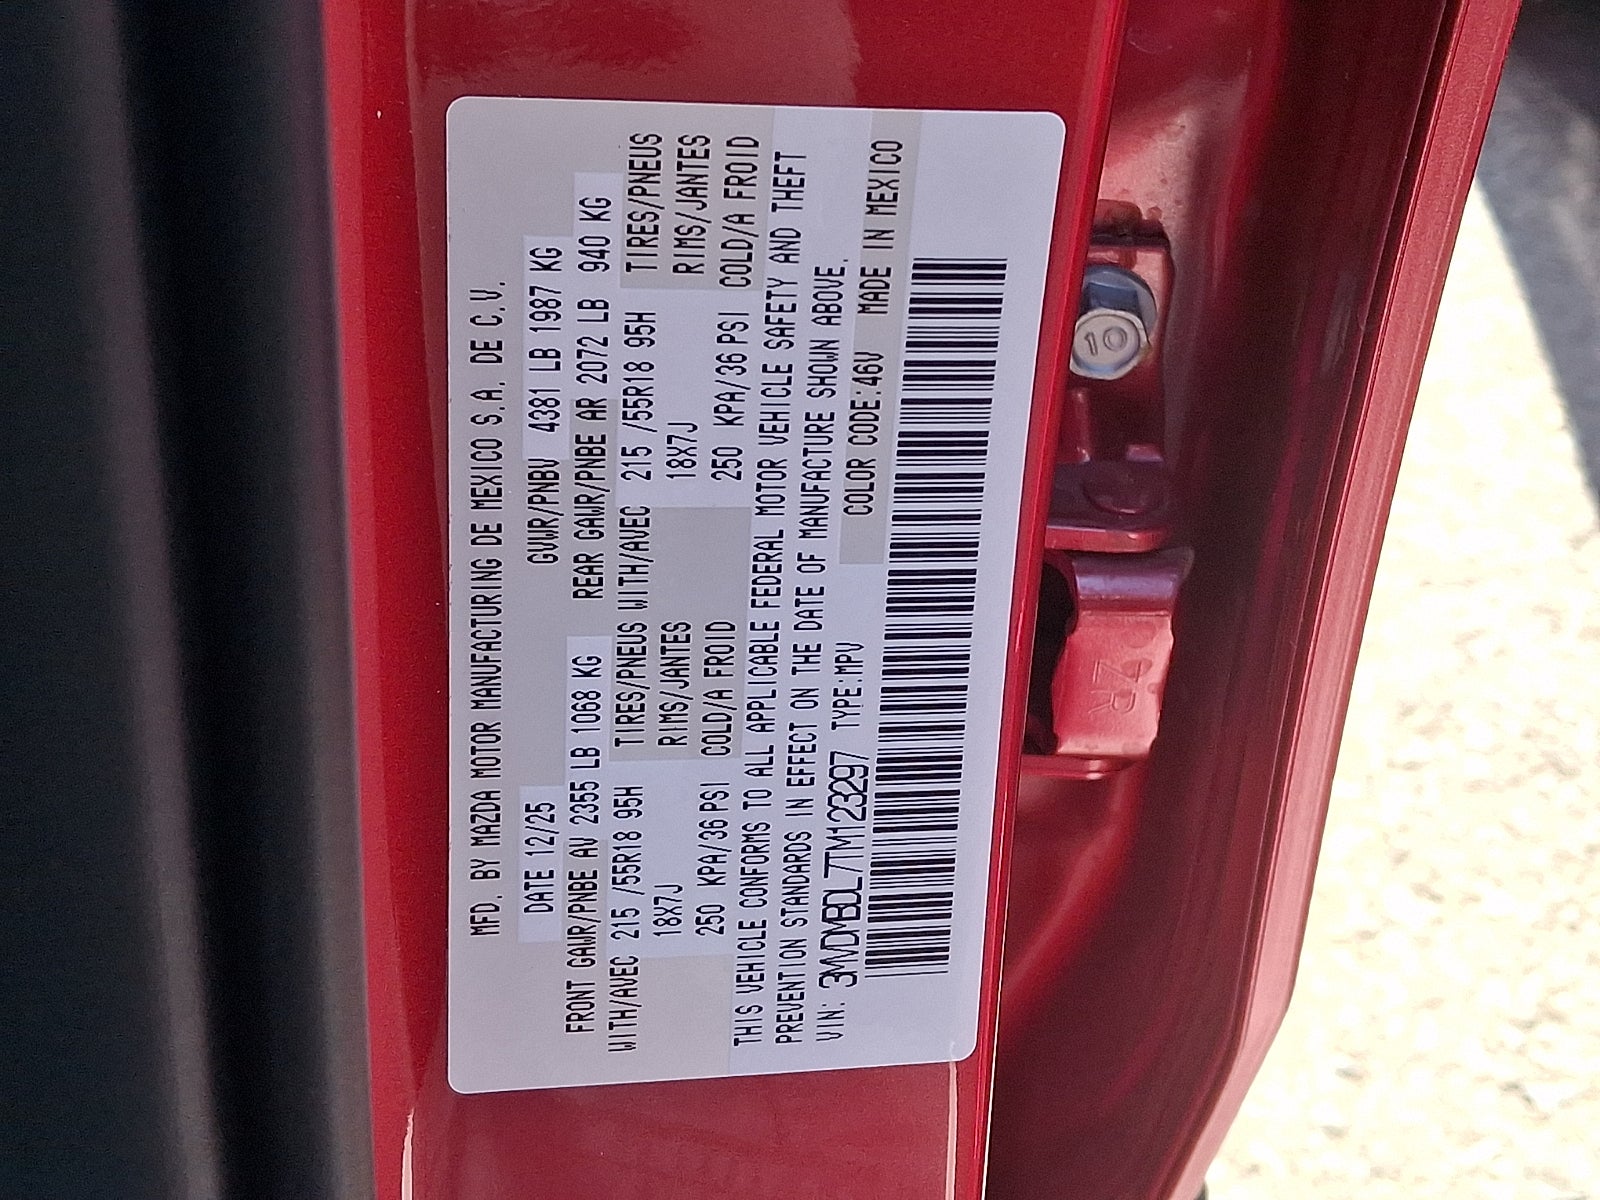 MFD. BY MAZDA MOTOR MANUFACTURING DE MEXICO S.A. DE C.V.
DATE 12/25 GVWR/PNBV 4381 LB 1987 KG
FRONT GAWR/PNBE AV 2355 LB 1068 KG REAR GAWR/PNBE AR 2072 LB 940 KG
WITH/AVEC 215 /55R18 95H TIRES/PNEUS WITH/AVEC 215 /55R18 95H TIRES/PNEUS
18X7J RIMS/JANTES 18X7J RIMS/JANTES
250 KPA/36 PSI COLD/A FROID 250 KPA/36 PSI COLD/A FROID
THIS VEHICLE CONFORMS TO ALL APPLICABLE FEDERAL MOTOR VEHICLE SAFETY AND THEFT
PREVENTION STANDARDS IN EFFECT ON THE DATE OF MANUFACTURE SHOWN ABOVE.
VIN: 3MVDMBDL7TM123297 TYPE:MPV COLOR CODE:46V MADE IN MEXICO
10
2R